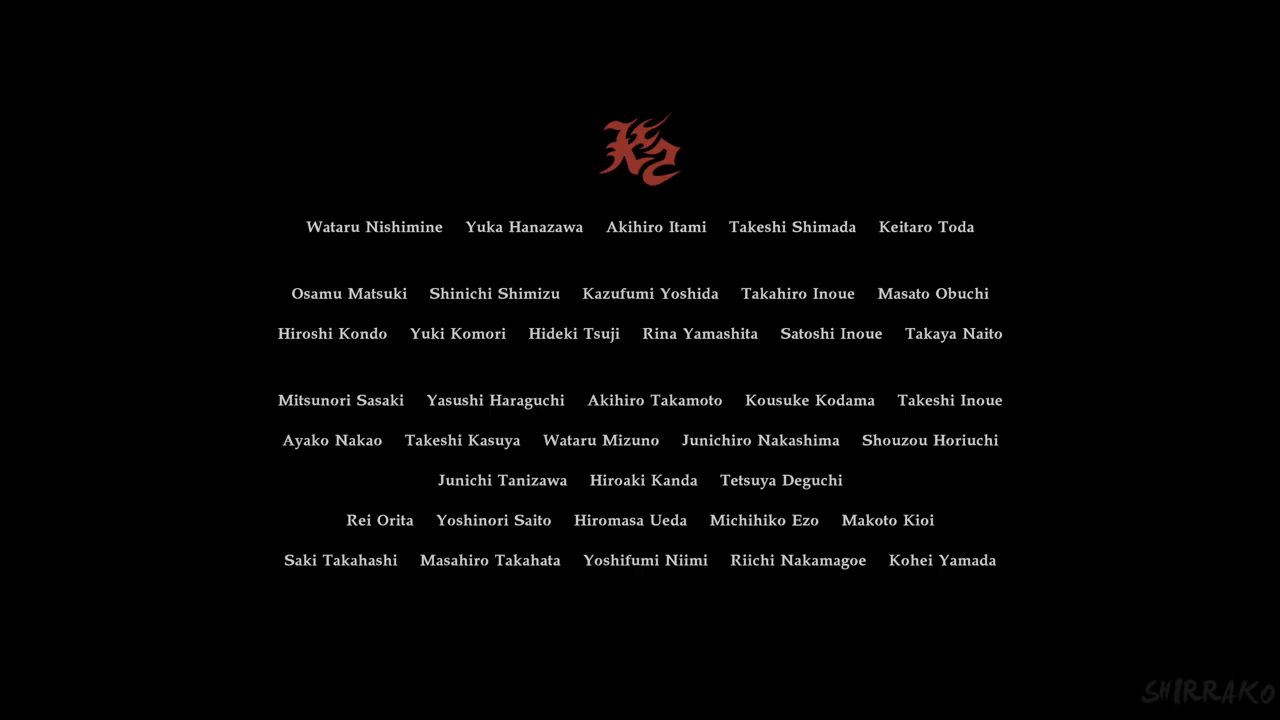 K2
Wataru Nishimine Yuka Hanazawa Akihiro Itami Takeshi Shimada Keitaro Toda
Osamu Matsuki Shinichi Shimizu Kazufumi Yoshida Takahiro Inoue Masato Obuchi
Hiroshi Kondo Yuki Komori Hideki Tsuji Rina Yamashita Satoshi Inoue Takaya Naito
Mitsunori Sasaki Yasushi Haraguchi Akihiro Takamoto Kousuke Kodama Takeshi Inoue
Ayako Nakao Takeshi Kasuya Wataru Mizuno Junichiro Nakashima Shouzou Horiuchi
Junichi Tanizawa Hiroaki Kanda Tetsuya Deguchi
Rei Orita Yoshinori Saito Hiromasa Ueda Michihiko Ezo Makoto Kioi
Saki Takahashi Masahiro Takahata Yoshifumi Niimi Riichi Nakamagoe Kohei Yamada
SHIRRAKO